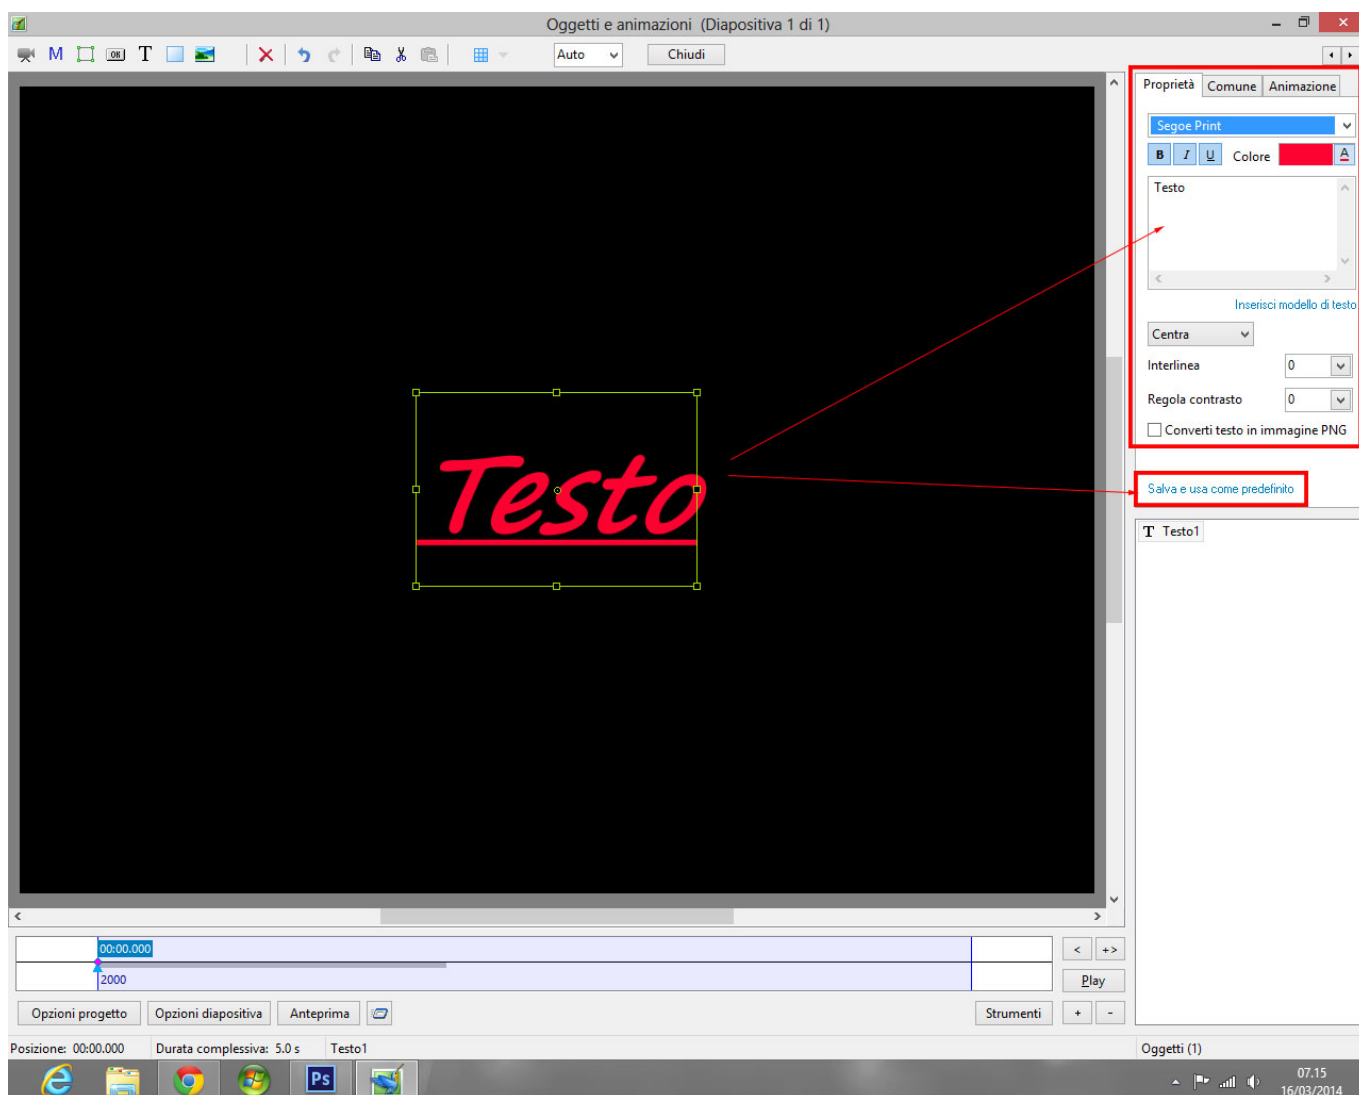 Oggetti e animazioni (Diapositiva 1 di 1)
M OK T Auto Chiudi
Proprietà Comune Animazione
Segoe Print
B I U Colore A
Testo
Inserisci modello di testo
Centra
Interlinea 0
Regola contrasto 0
Converti testo in immagine PNG
Salva e usa come predefinito
T Testo1
Testo
00:00.000
2000
< +>
Play
Opzioni progetto Opzioni diapositiva Anteprima Strumenti + -
Posizione: 00:00.000 Durata complessiva: 5.0 s Testo1 Oggetti (1)
Ps
07.15
16/03/2014